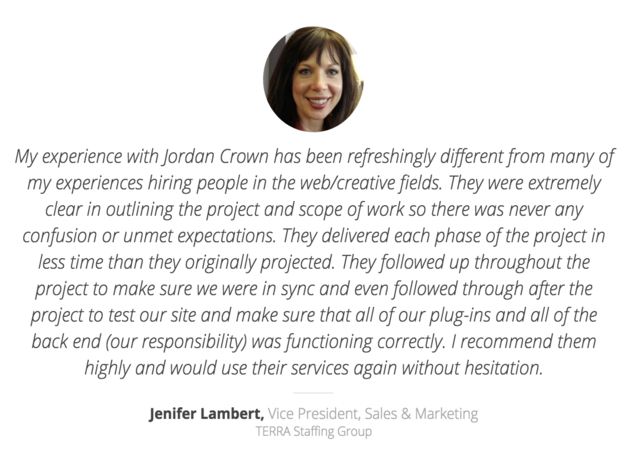 My experience with Jordan Crown has been refreshingly different from many of
my experiences hiring people in the web/creative fields. They were extremely
clear in outlining the project and scope of work so there was never any
confusion or unmet expectations. They delivered each phase of the project in
less time than they originally projected. They followed up throughout the
project to make sure we were in sync and even followed through after the
project to test our site and make sure that all of our plug-ins and all of the
back end (our responsibility) was functioning correctly. I recommend them
highly and would use their services again without hesitation.
Jenifer Lambert, Vice President, Sales & Marketing
TERRA Staffing Group